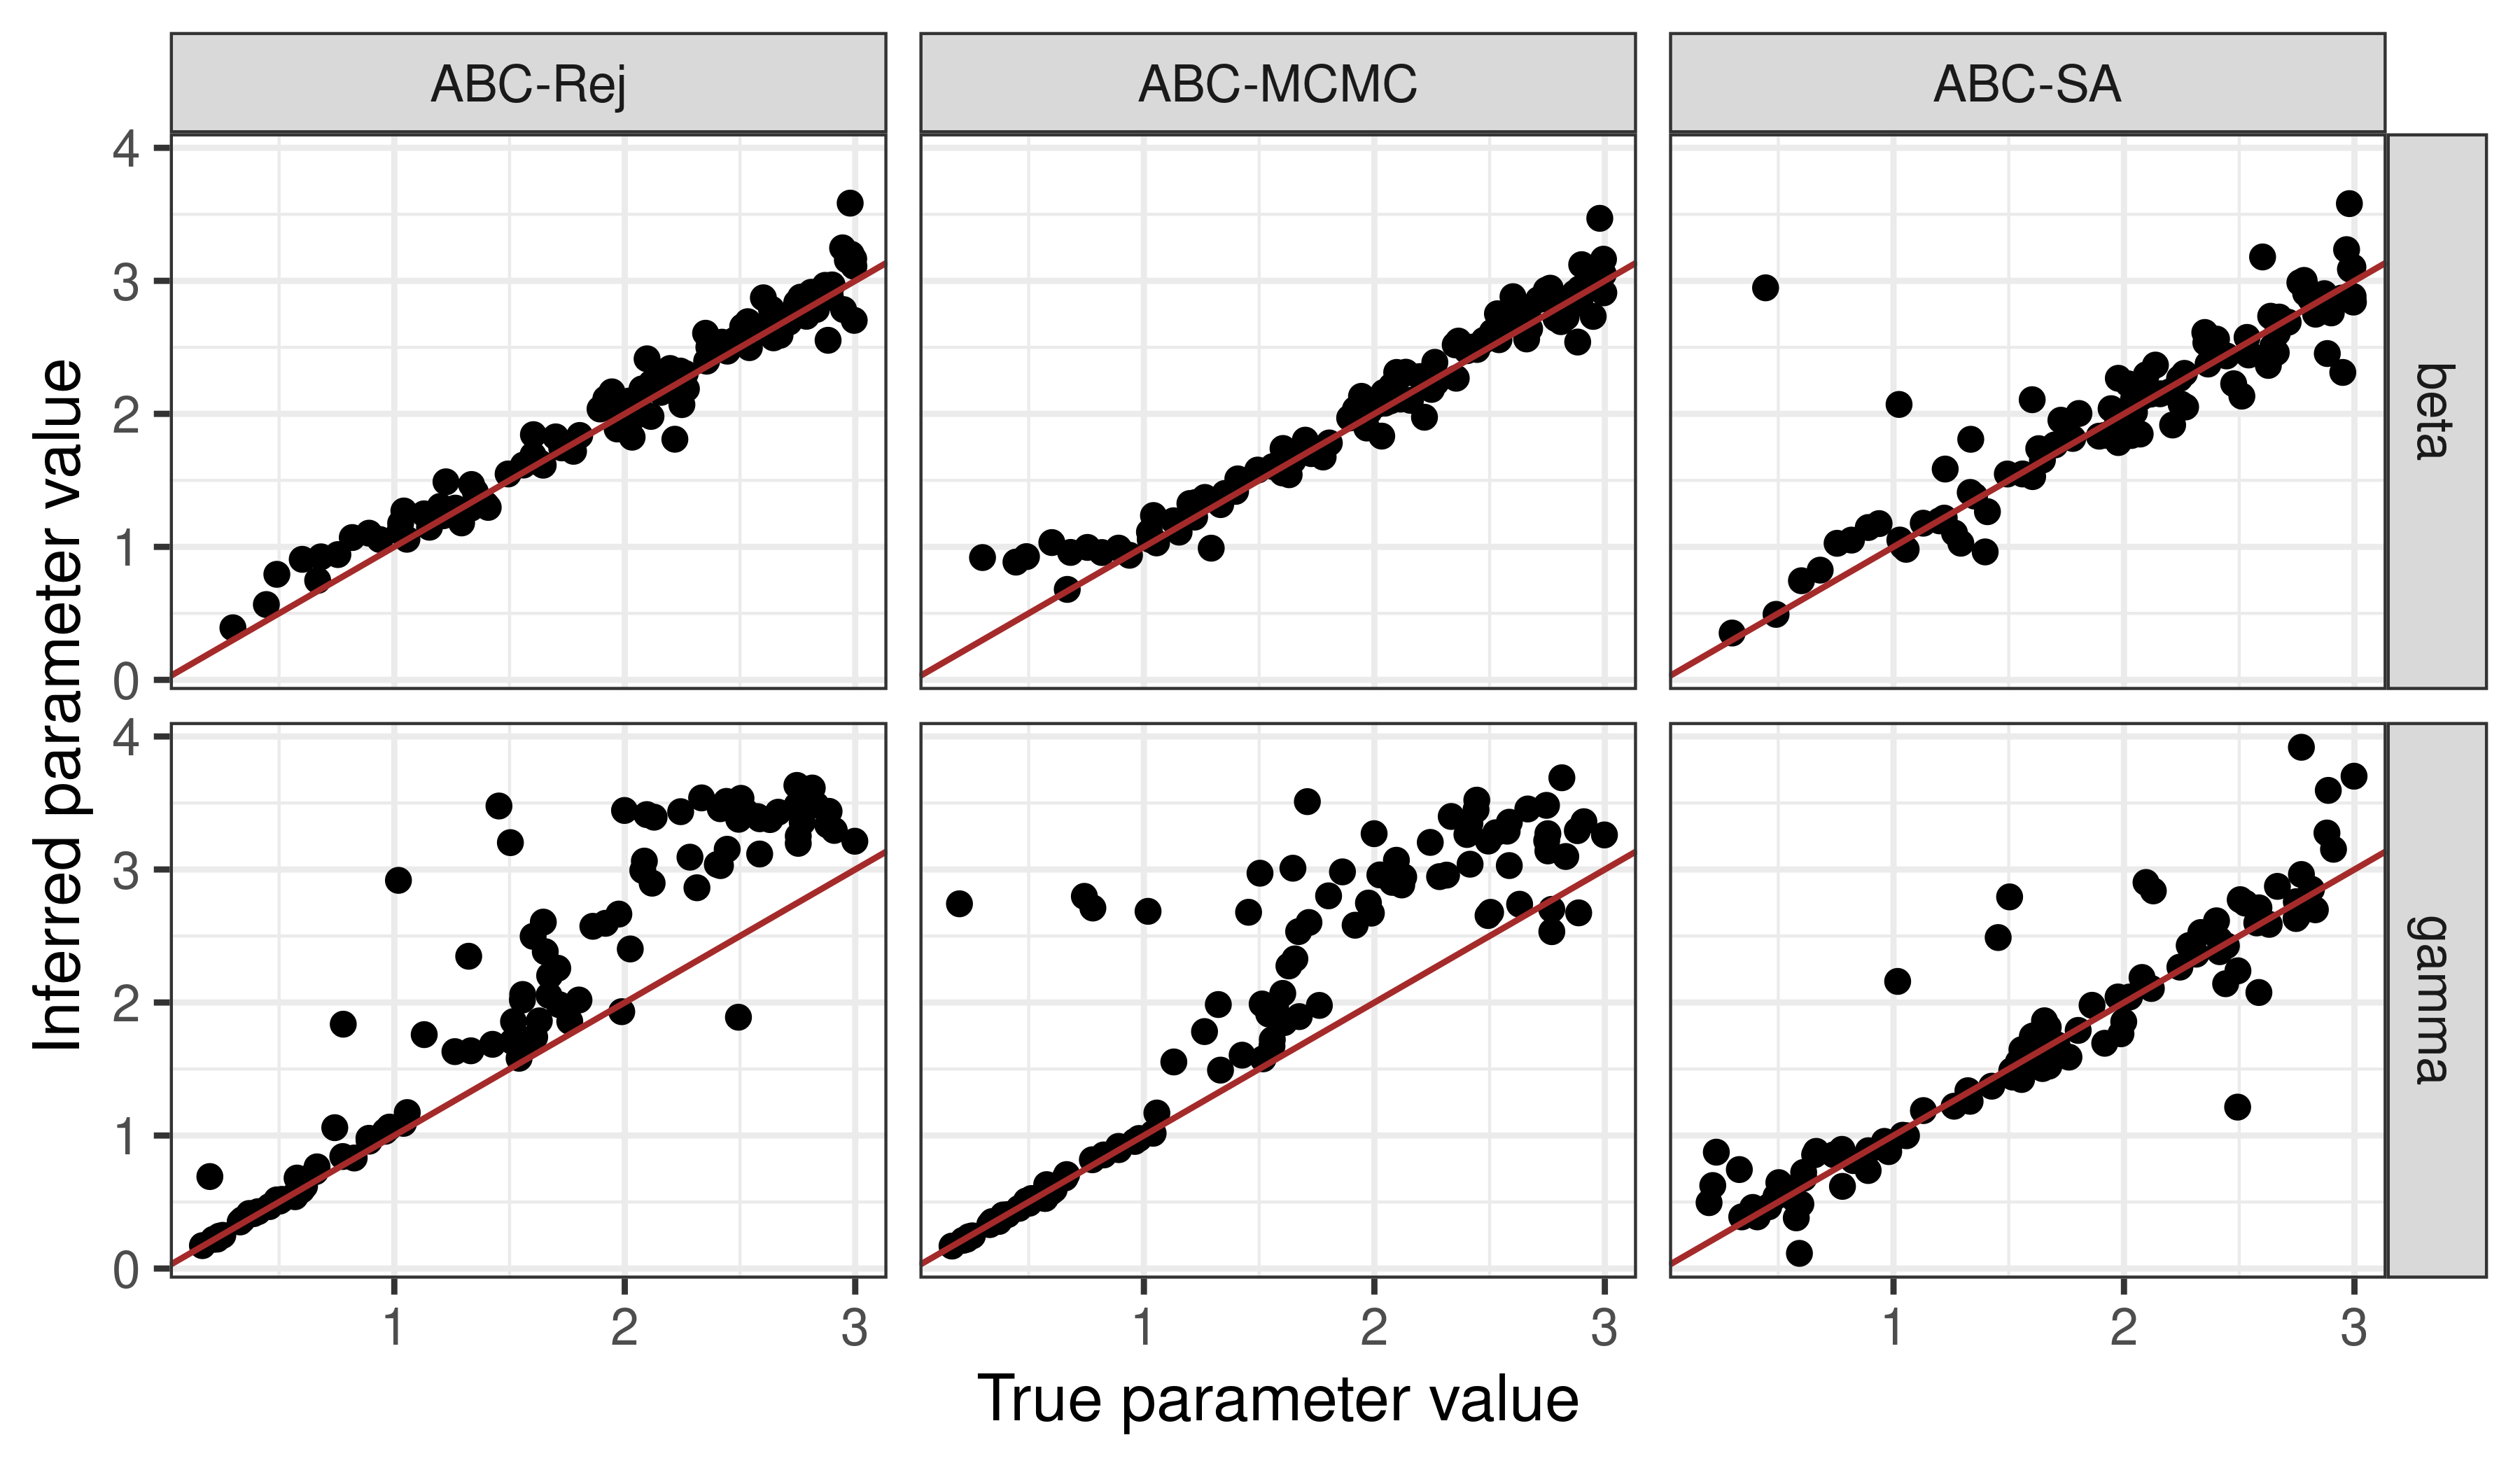 ABC-Rej
ABC-MCMC
ABC-SA
4
3
2
1
0
beta
4
3
2
1
0
gamma
1
2
3
1
2
3
1
2
3
True parameter value
Inferred parameter value